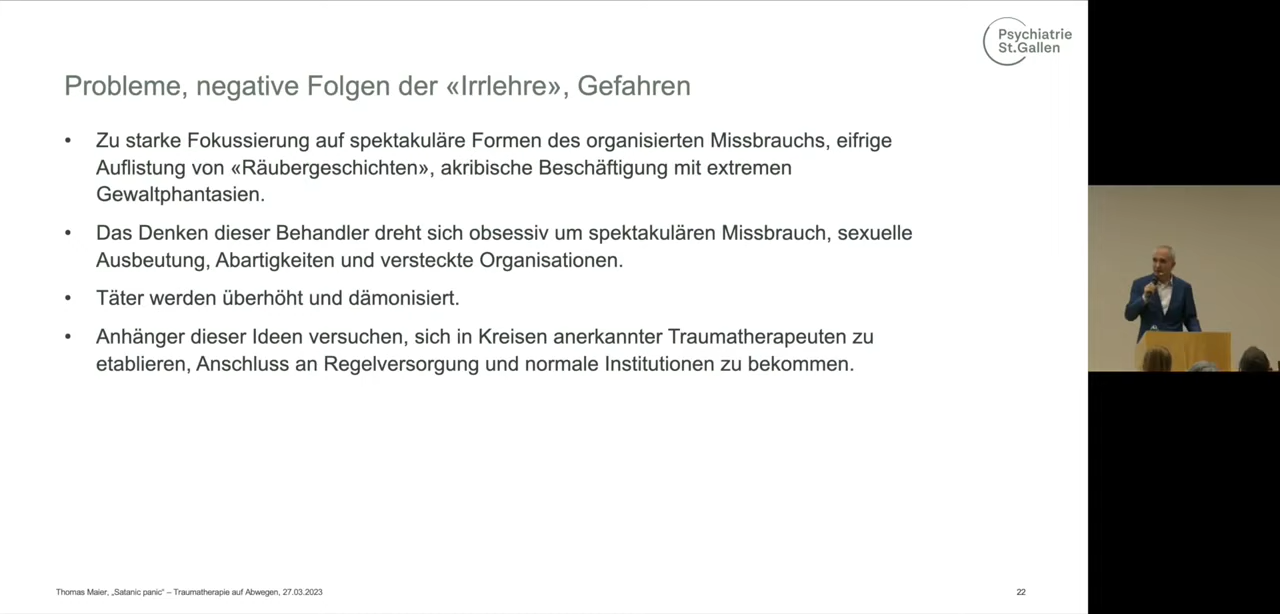 Psychiatrie
St.Gallen
Probleme, negative Folgen der «Irrlehre», Gefahren
• Zu starke Fokussierung auf spektakuläre Formen des organisierten Missbrauchs, eifrige
Auflistung von «Räubergeschichten», akribische Beschäftigung mit extremen
Gewaltphantasien.
• Das Denken dieser Behandler dreht sich obsessiv um spektakulären Missbrauch, sexuelle
Ausbeutung, Abartigkeiten und versteckte Organisationen.
• Täter werden überhöht und dämonisiert.
• Anhänger dieser Ideen versuchen, sich in Kreisen anerkannter Traumatherapeuten zu
etablieren, Anschluss an Regelversorgung und normale Institutionen zu bekommen.
Thomas Maier, „Satanic panic“ – Traumatherapie auf Abwegen, 27.03.2023
22